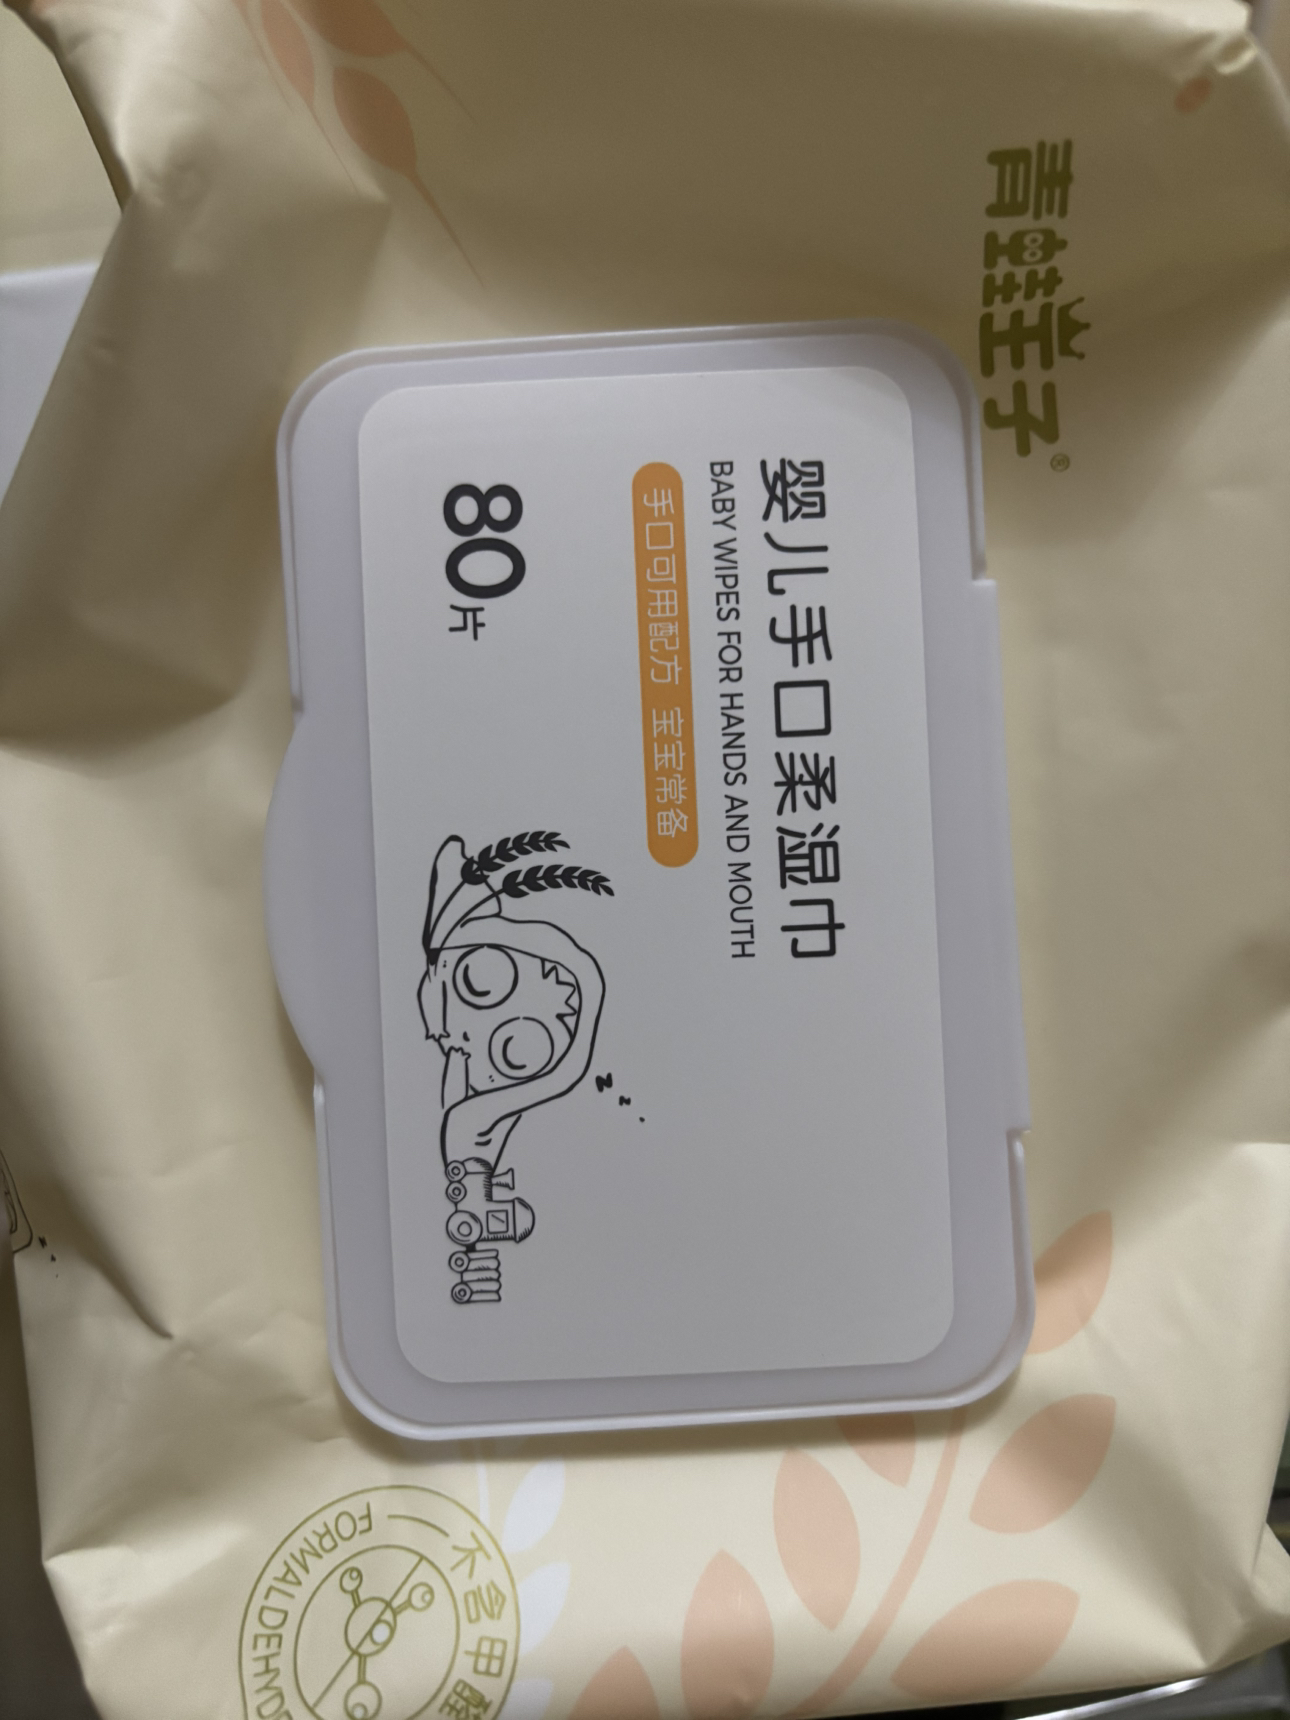 青蛙王子®
婴儿手口柔湿巾
BABY WIPES FOR HANDS AND MOUTH
手口可用配方 宝宝常备
80片
z z
不含甲醛
FORMALDEHYDE